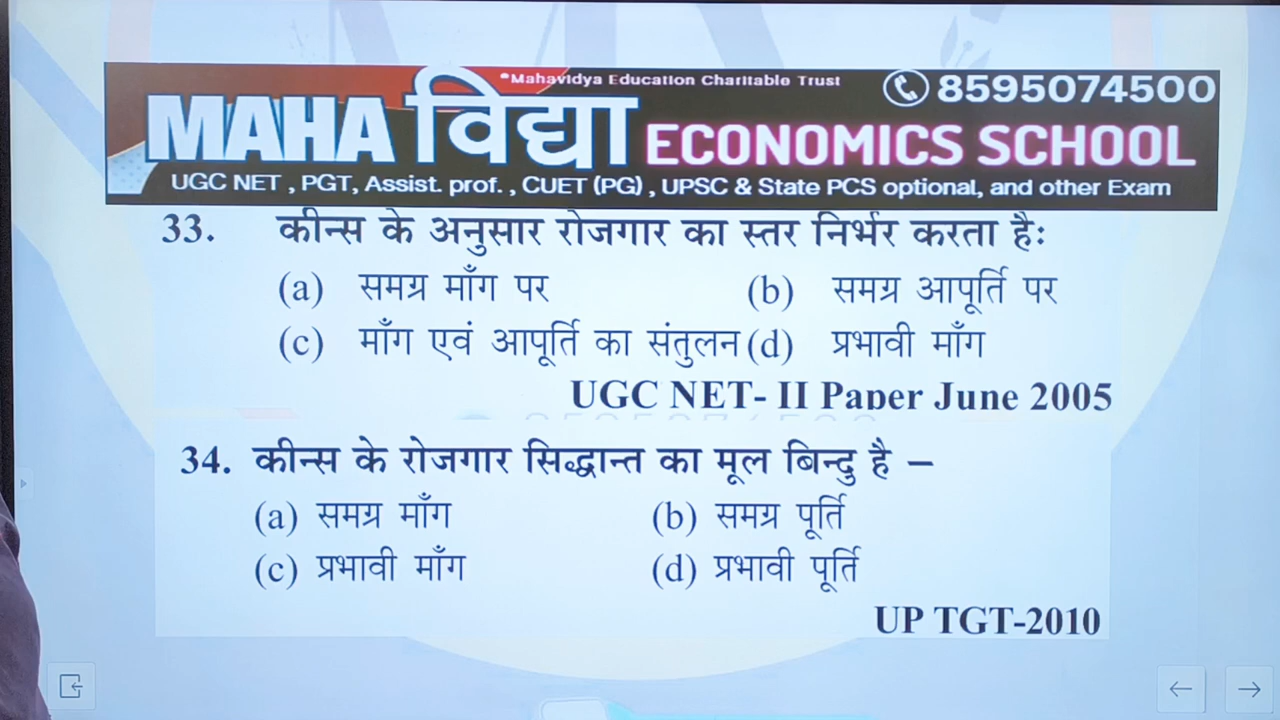 *Mahavidya Education Charitable Trust
8595074500
MAHA विद्या ECONOMICS SCHOOL
UGC NET , PGT, Assist. prof. , CUET (PG) , UPSC & State PCS optional, and other Exam
33. कीन्स के अनुसार रोजगार का स्तर निर्भर करता हैः
(a) समग्र माँग पर (b) समग्र आपूर्ति पर
(c) माँग एवं आपूर्ति का संतुलन (d) प्रभावी माँग
UGC NET- II Paper June 2005
34. कीन्स के रोजगार सिद्धान्त का मूल बिन्दु है –
(a) समग्र माँग (b) समग्र पूर्ति
(c) प्रभावी माँग (d) प्रभावी पूर्ति
UP TGT-2010